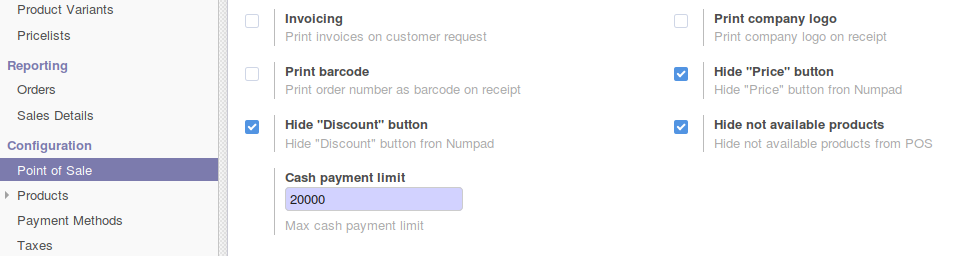 Product Variants
Pricelists
Reporting
Orders
Sales Details
Configuration
Point of Sale
Products
Payment Methods
Taxes
Invoicing
Print invoices on customer request
Print company logo
Print company logo on receipt
Print barcode
Print order number as barcode on receipt
Hide "Price" button
Hide "Price" button fron Numpad
Hide "Discount" button
Hide "Discount" button fron Numpad
Hide not available products
Hide not available products from POS
Cash payment limit
20000
Max cash payment limit